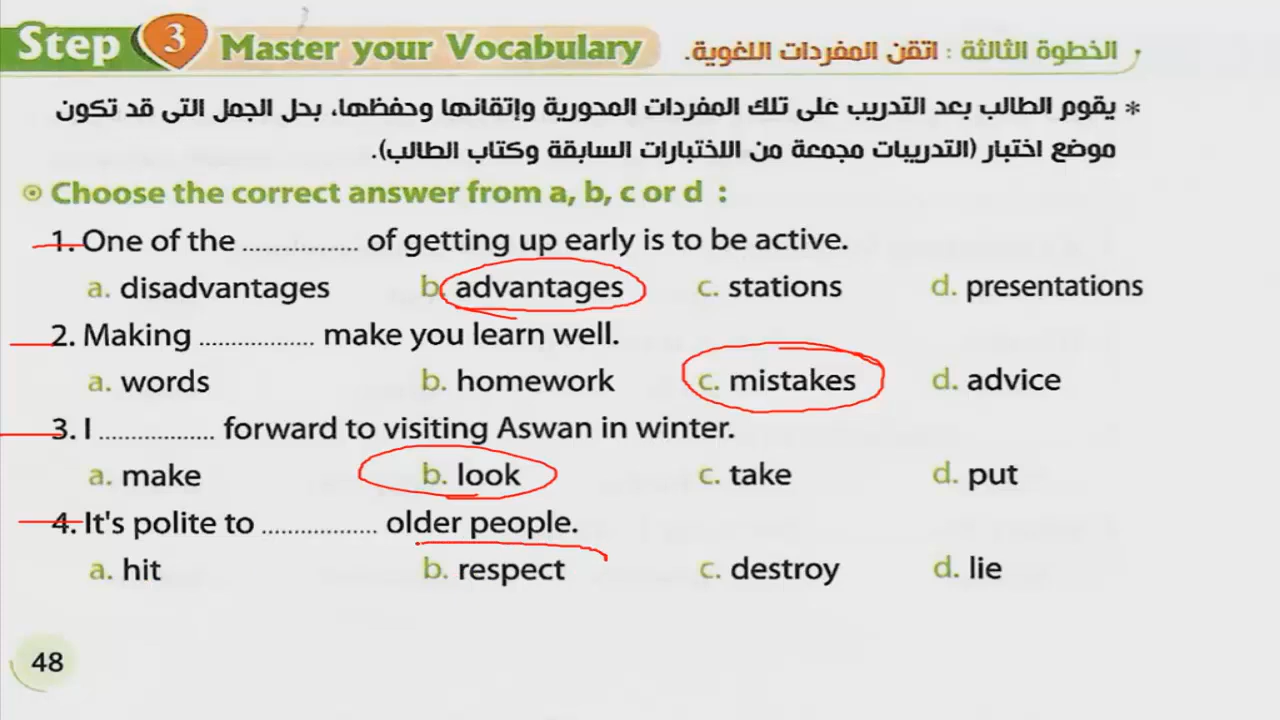 Step 3 Master your Vocabulary الخطوة الثالثة : اتقن المفردات اللغوية.
* يقوم الطالب بعد التدريب على تلك المفردات المحورية وإتقانها وحفظها، بحل الجمل التى قد تكون
موضع اختبار (التدريبات مجمعة من الاختبارات السابقة وكتاب الطالب).
Choose the correct answer from a, b, c or d :
1. One of the .................. of getting up early is to be active.
a. disadvantages b. advantages c. stations d. presentations
2. Making .................. make you learn well.
a. words b. homework c. mistakes d. advice
3. I .................. forward to visiting Aswan in winter.
a. make b. look c. take d. put
4. It's polite to .................. older people.
a. hit b. respect c. destroy d. lie
48